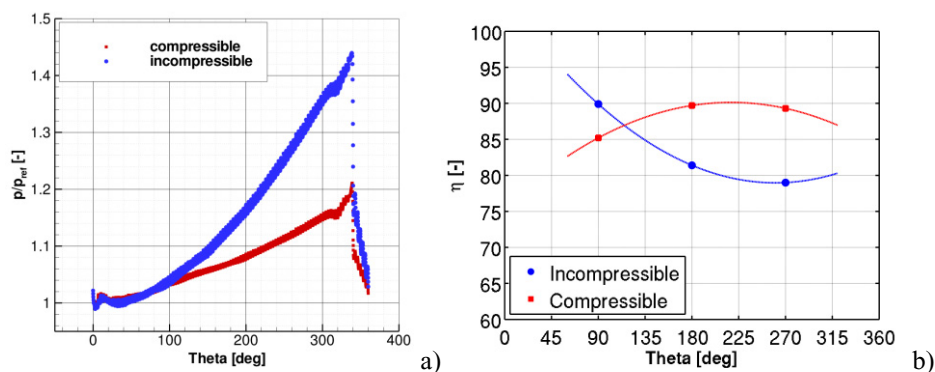 1.5
1.4
1.3
1.2
1.1
1
p/pref [-]
compressible
incompressible
0
100
200
300
400
Theta [deg]
a)
100
95
90
85
80
75
70
65
60
η [-]
Incompressible
Compressible
0
45
90
135
180
225
270
315
360
Theta [deg]
b)